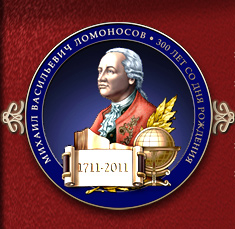 МИХАИЛ ВАСИЛЬЕВИЧ ЛОМОНОСОВ • 300 ЛЕТ СО ДНЯ РОЖДЕНИЯ
1711-2011